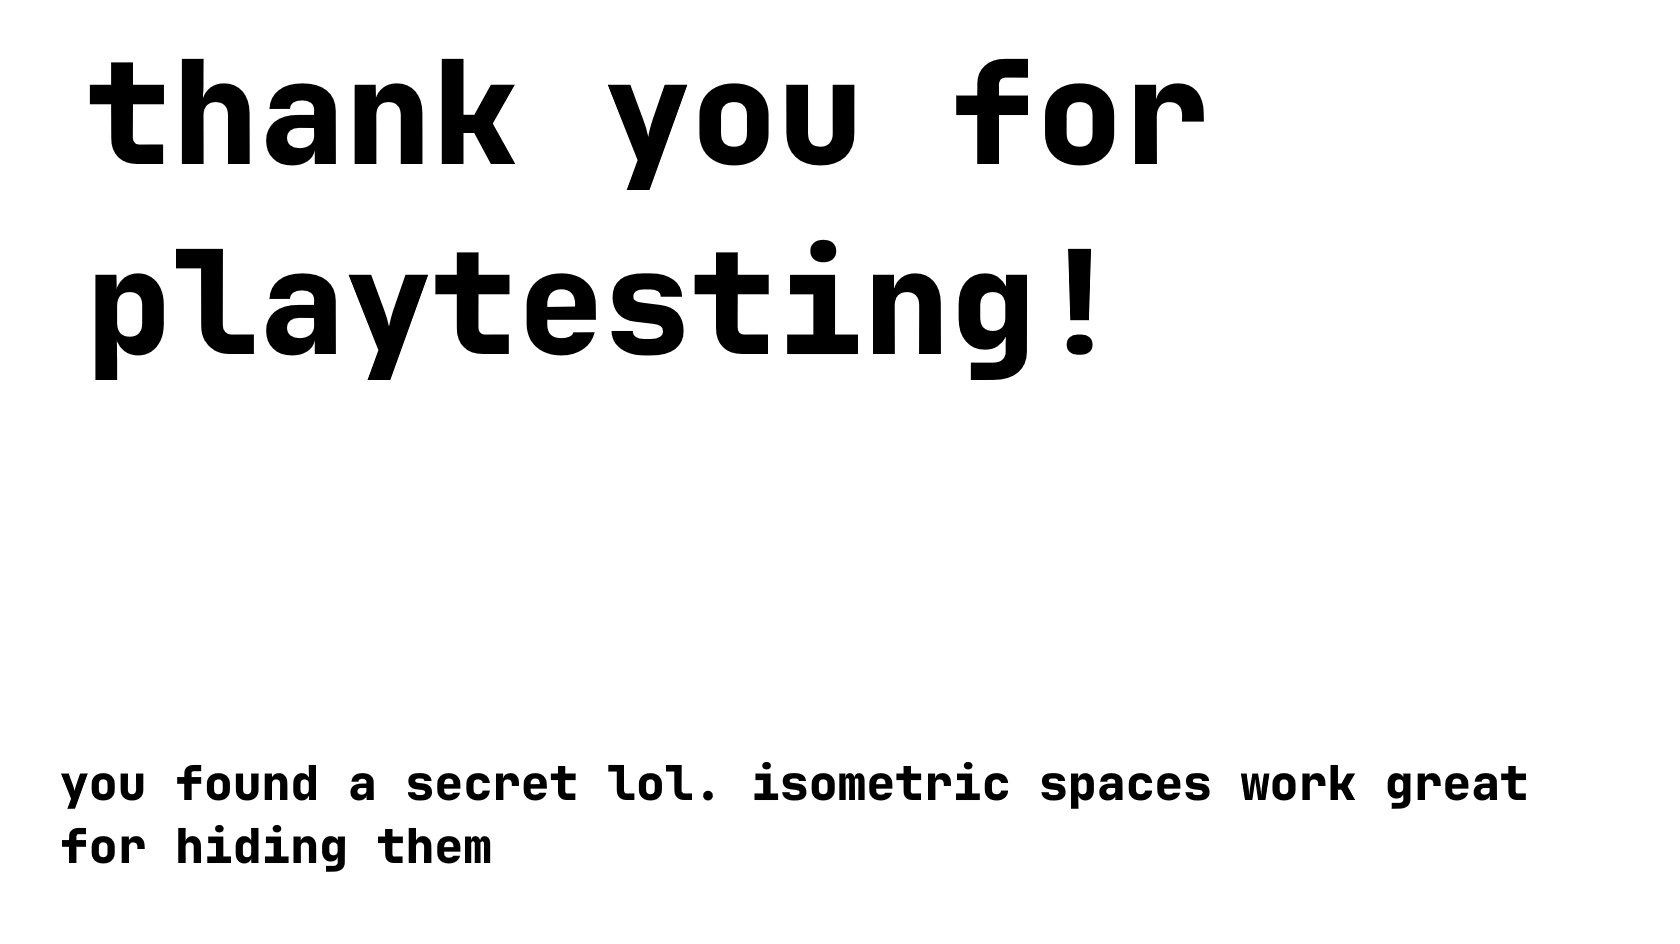 thank you for
playtesting!
you found a secret lol. isometric spaces work great
for hiding them